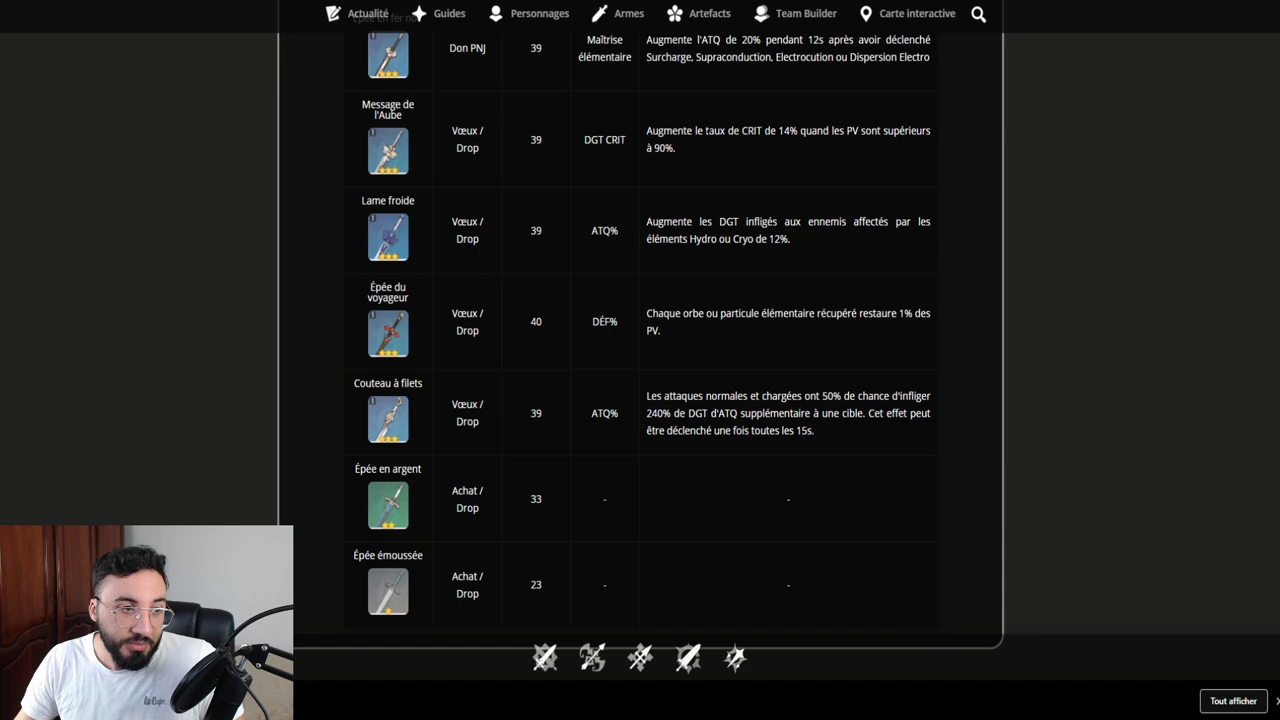 Actualité Guides Personnages Armes Artefacts Team Builder Carte interactive
Épée en fer no
Don PNJ
39
Maîtrise
élémentaire
Augmente l'ATQ de 20% pendant 12s après avoir déclenché
Surcharge, Supraconduction, Electrocution ou Dispersion Electro
Message de
l'Aube
Vœux /
Drop
39
DGT CRIT
Augmente le taux de CRIT de 14% quand les PV sont supérieurs
à 90%.
Lame froide
Vœux /
Drop
39
ATQ%
Augmente les DGT infligés aux ennemis affectés par les
éléments Hydro ou Cryo de 12%.
Épée du
voyageur
Vœux /
Drop
40
DÉF%
Chaque orbe ou particule élémentaire récupéré restaure 1% des
PV.
Couteau à filets
Vœux /
Drop
39
ATQ%
Les attaques normales et chargées ont 50% de chance d'infliger
240% de DGT d'ATQ supplémentaire à une cible. Cet effet peut
être déclenché une fois toutes les 15s.
Épée en argent
Achat /
Drop
33
-
-
Épée émoussée
Achat /
Drop
23
-
-
Tout afficher